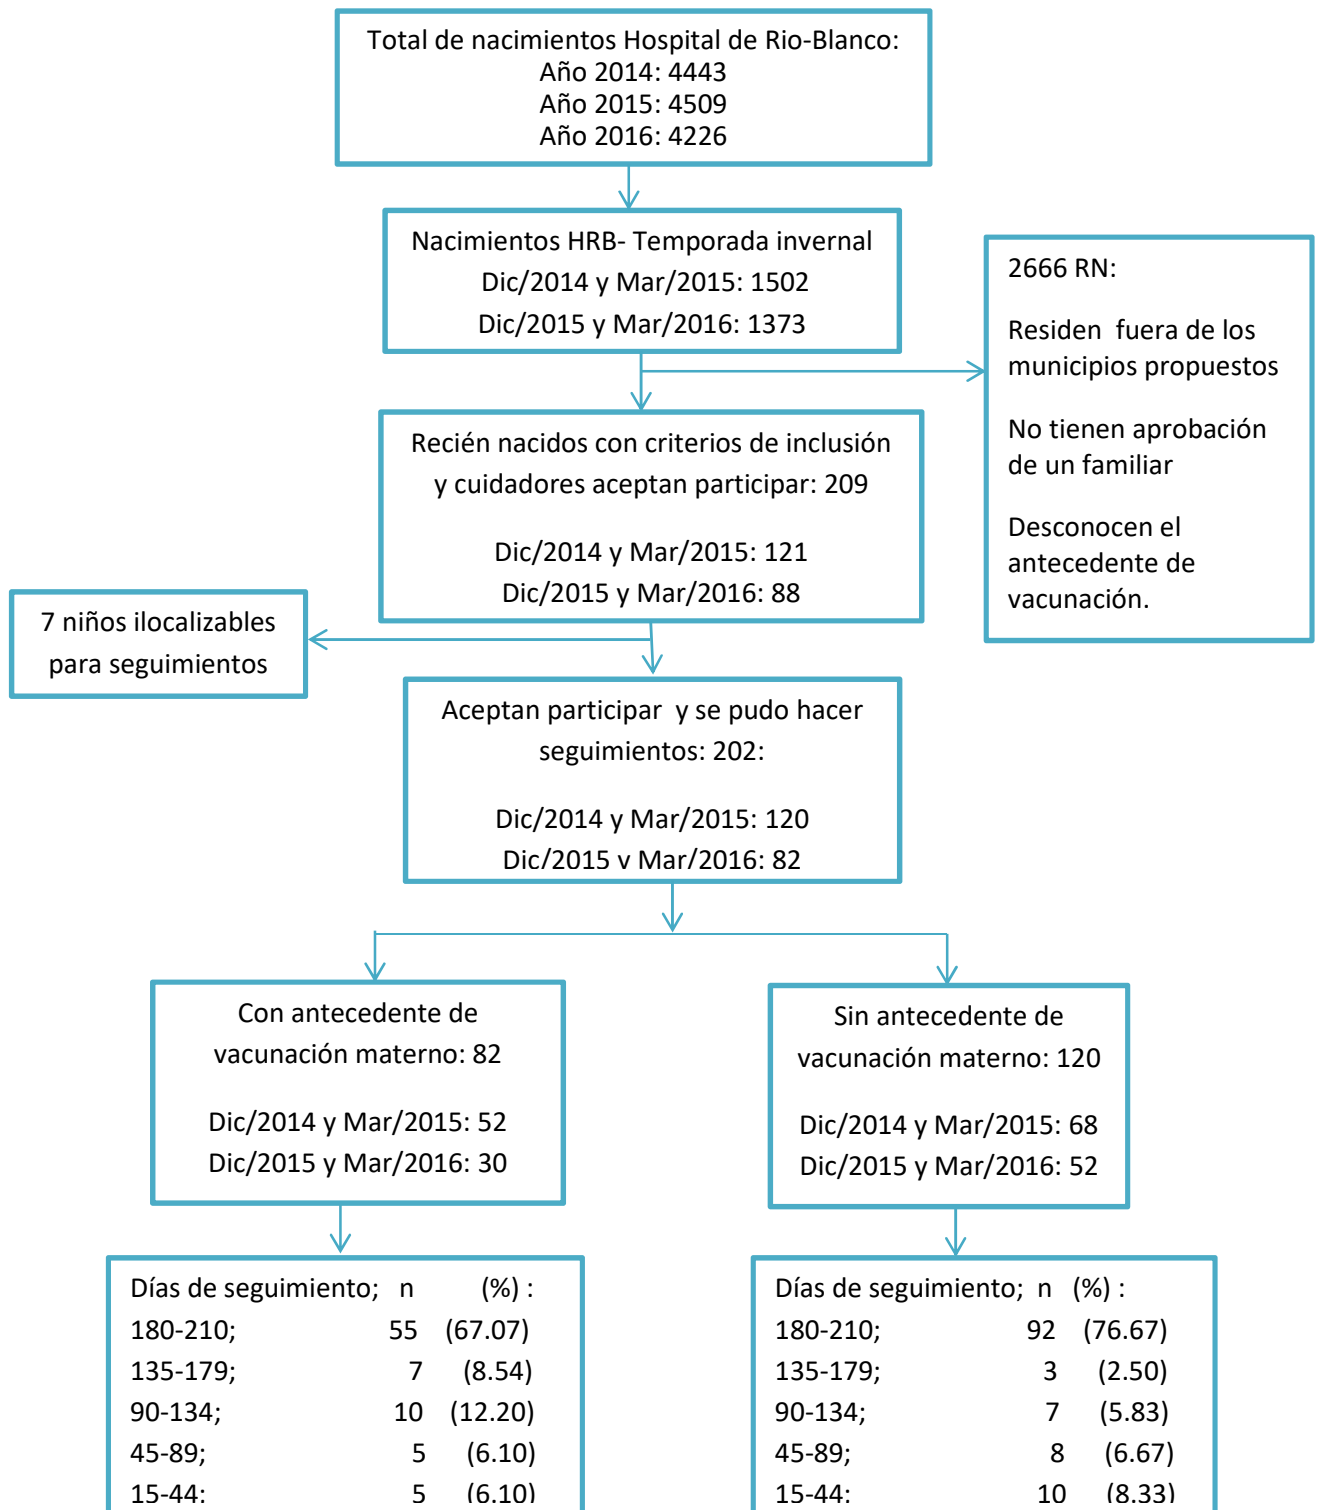 Total de nacimientos Hospital de Rio-Blanco:
Año 2014: 4443
Año 2015: 4509
Año 2016: 4226
Nacimientos HRB- Temporada invernal
Dic/2014 y Mar/2015: 1502
Dic/2015 y Mar/2016: 1373
2666 RN:
Residen fuera de los
municipios propuestos
No tienen aprobación
de un familiar
Desconocen el
antecedente de
vacunación.
Recién nacidos con criterios de inclusión
y cuidadores aceptan participar: 209
Dic/2014 y Mar/2015: 121
Dic/2015 y Mar/2016: 88
7 niños ilocalizables
para seguimientos
Aceptan participar y se pudo hacer
seguimientos: 202:
Dic/2014 y Mar/2015: 120
Dic/2015 y Mar/2016: 82
Con antecedente de
vacunación materno: 82
Dic/2014 y Mar/2015: 52
Dic/2015 y Mar/2016: 30
Sin antecedente de
vacunación materno: 120
Dic/2014 y Mar/2015: 68
Dic/2015 y Mar/2016: 52
Días de seguimiento; n (%) :
180-210; 55 (67.07)
135-179; 7 (8.54)
90-134; 10 (12.20)
45-89; 5 (6.10)
15-44; 5 (6.10)
Días de seguimiento; n (%) :
180-210; 92 (76.67)
135-179; 3 (2.50)
90-134; 7 (5.83)
45-89; 8 (6.67)
15-44; 10 (8.33)